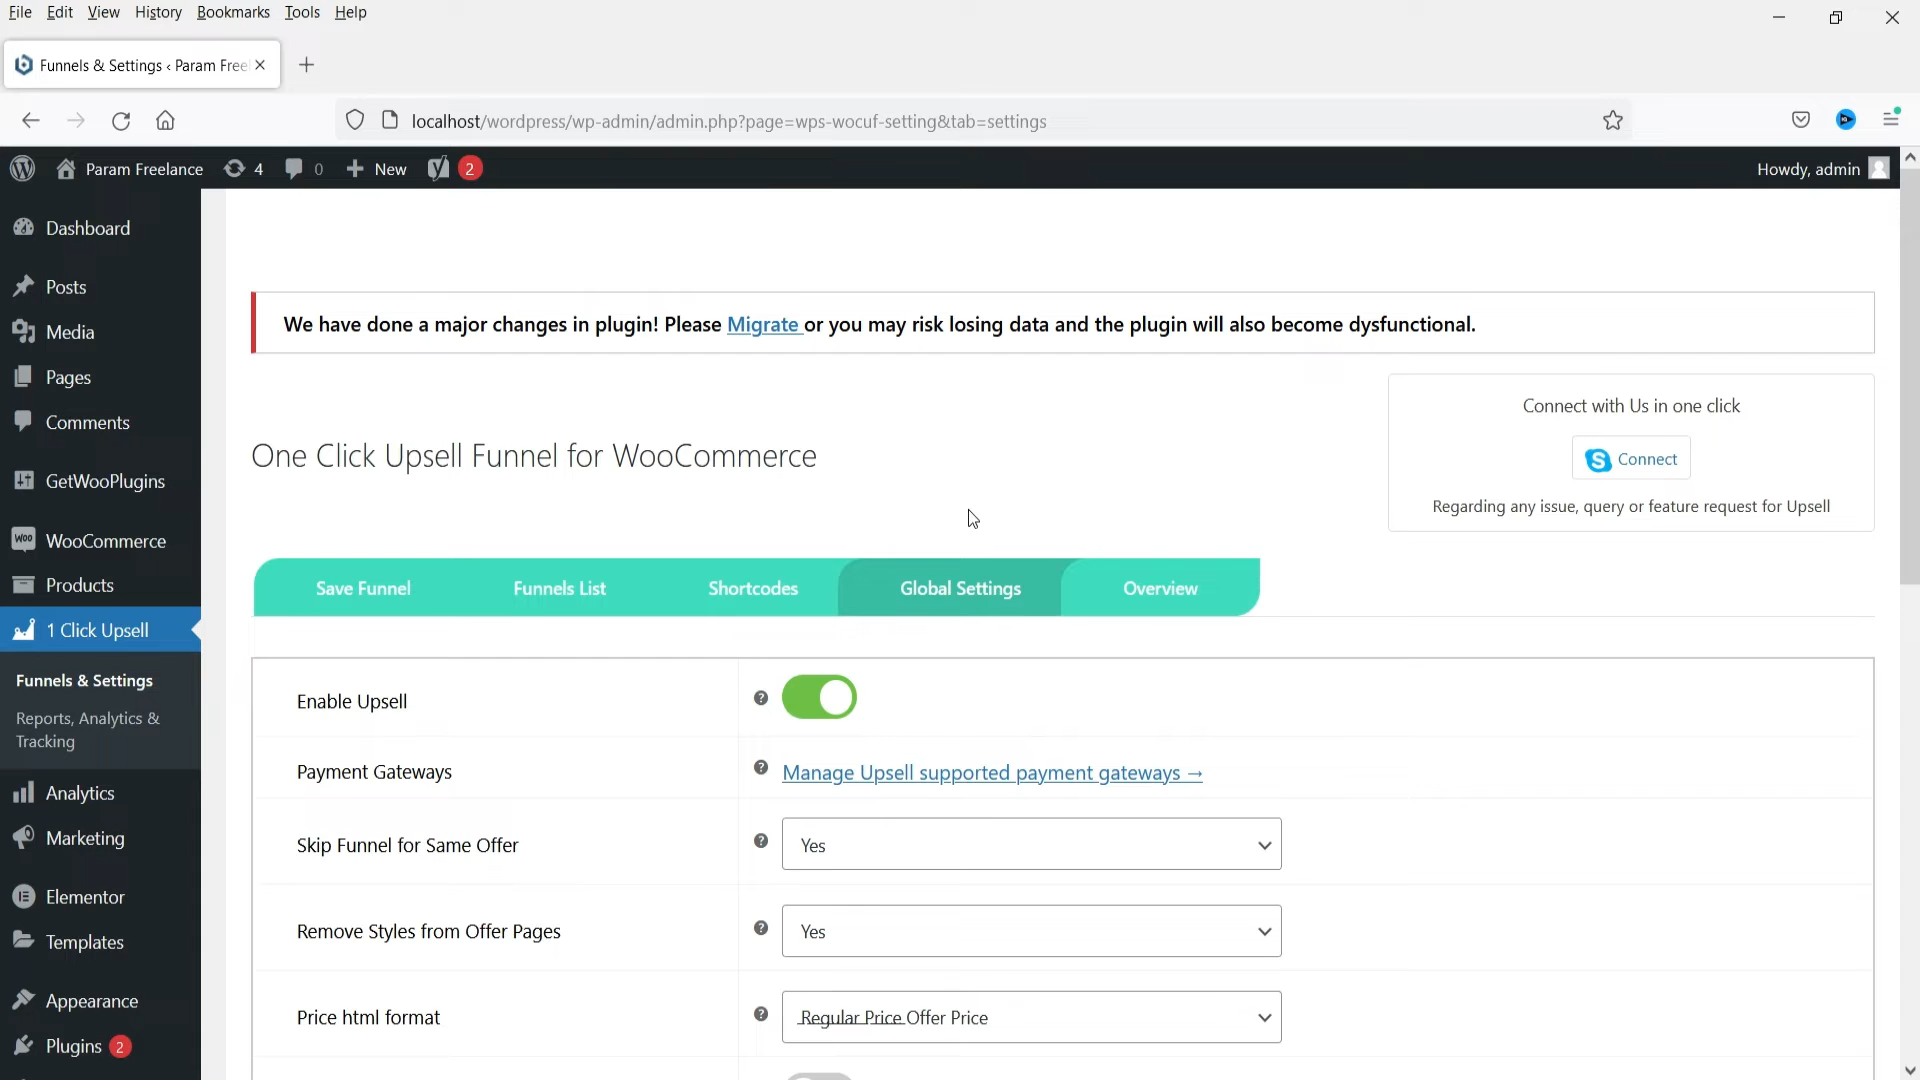 File Edit View History Bookmarks Tools Help
Funnels & Settings ‹ Param Free
localhost/wordpress/wp-admin/admin.php?page=wps-wocuf-setting&tab=settings
Param Freelance 4 0 New 2 Howdy, admin
Dashboard
Posts
Media
Pages
Comments
GetWooPlugins
WooCommerce
Products
1 Click Upsell
Funnels & Settings
Reports, Analytics &
Tracking
Analytics
Marketing
Elementor
Templates
Appearance
Plugins 2
We have done a major changes in plugin! Please Migrate or you may risk losing data and the plugin will also become dysfunctional.
Connect with Us in one click
Connect
Regarding any issue, query or feature request for Upsell
One Click Upsell Funnel for WooCommerce
Save Funnel Funnels List Shortcodes Global Settings Overview
Enable Upsell
Payment Gateways Manage Upsell supported payment gateways →
Skip Funnel for Same Offer Yes
Remove Styles from Offer Pages Yes
Price html format Regular Price Offer Price